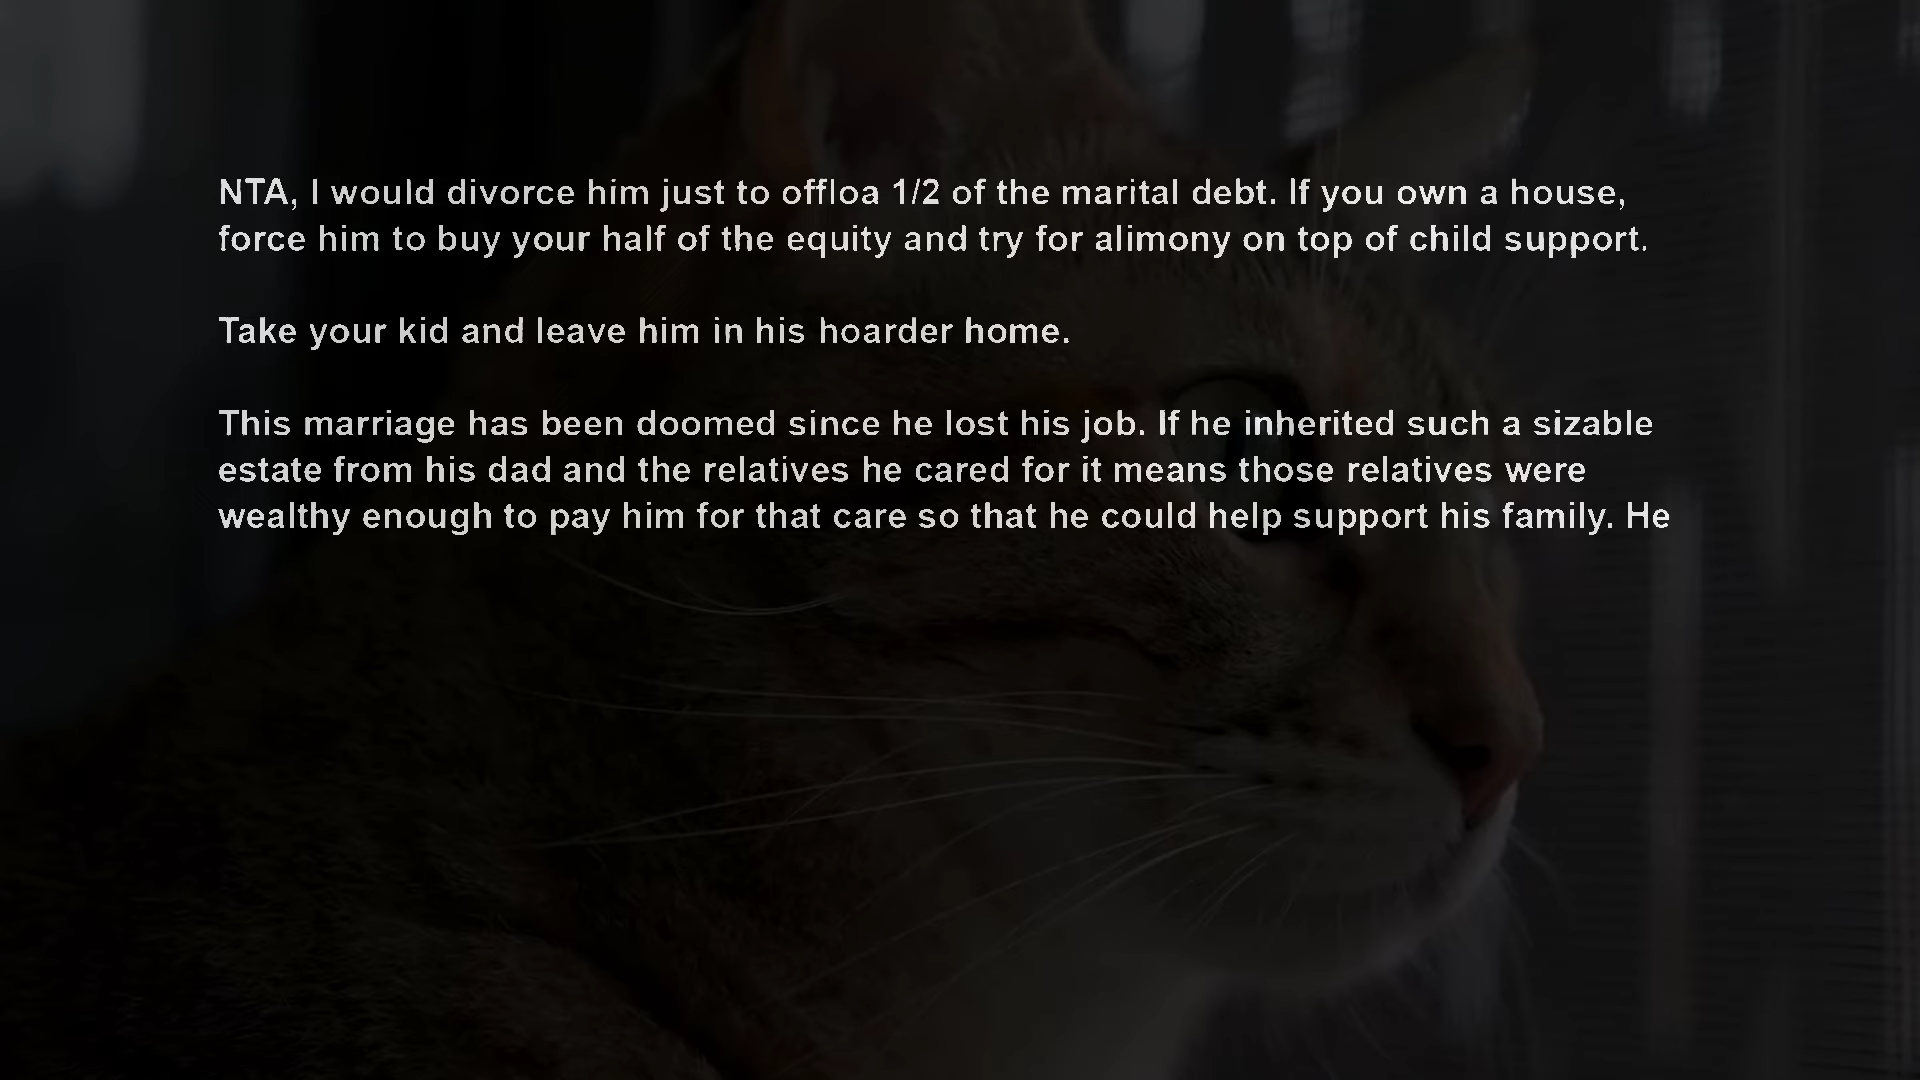 NTA, I would divorce him just to offloa 1/2 of the marital debt. If you own a house,
force him to buy your half of the equity and try for alimony on top of child support.
Take your kid and leave him in his hoarder home.
This marriage has been doomed since he lost his job. If he inherited such a sizable
estate from his dad and the relatives he cared for it means those relatives were
wealthy enough to pay him for that care so that he could help support his family. He